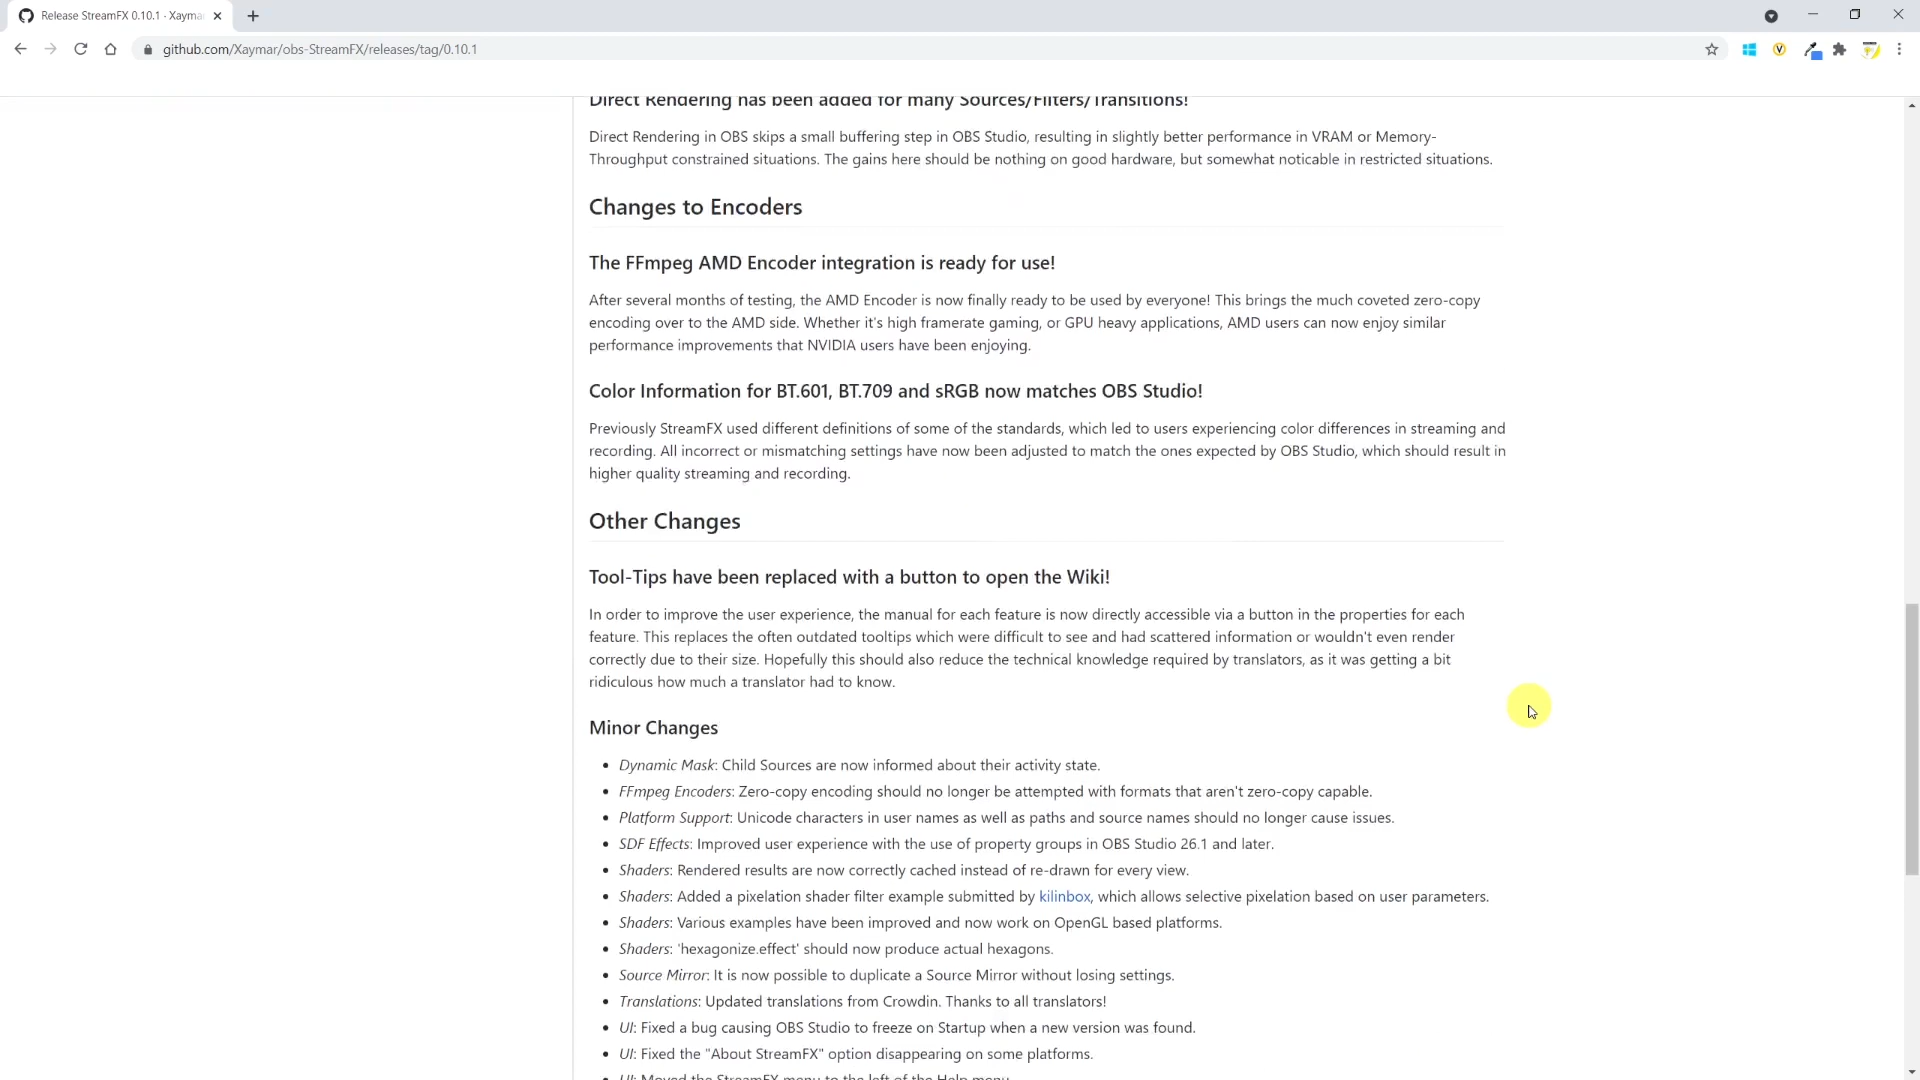 Release StreamFX 0.10.1 · Xayma
github.com/Xaymar/obs-StreamFX/releases/tag/0.10.1
Direct Rendering has been added for many Sources/Filters/Transitions!
Direct Rendering in OBS skips a small buffering step in OBS Studio, resulting in slightly better performance in VRAM or Memory-
Throughput constrained situations. The gains here should be nothing on good hardware, but somewhat noticable in restricted situations.
Changes to Encoders
The FFmpeg AMD Encoder integration is ready for use!
After several months of testing, the AMD Encoder is now finally ready to be used by everyone! This brings the much coveted zero-copy
encoding over to the AMD side. Whether it's high framerate gaming, or GPU heavy applications, AMD users can now enjoy similar
performance improvements that NVIDIA users have been enjoying.
Color Information for BT.601, BT.709 and sRGB now matches OBS Studio!
Previously StreamFX used different definitions of some of the standards, which led to users experiencing color differences in streaming and
recording. All incorrect or mismatching settings have now been adjusted to match the ones expected by OBS Studio, which should result in
higher quality streaming and recording.
Other Changes
Tool-Tips have been replaced with a button to open the Wiki!
In order to improve the user experience, the manual for each feature is now directly accessible via a button in the properties for each
feature. This replaces the often outdated tooltips which were difficult to see and had scattered information or wouldn't even render
correctly due to their size. Hopefully this should also reduce the technical knowledge required by translators, as it was getting a bit
ridiculous how much a translator had to know.
Minor Changes
• Dynamic Mask: Child Sources are now informed about their activity state.
• FFmpeg Encoders: Zero-copy encoding should no longer be attempted with formats that aren't zero-copy capable.
• Platform Support: Unicode characters in user names as well as paths and source names should no longer cause issues.
• SDF Effects: Improved user experience with the use of property groups in OBS Studio 26.1 and later.
• Shaders: Rendered results are now correctly cached instead of re-drawn for every view.
• Shaders: Added a pixelation shader filter example submitted by kilinbox, which allows selective pixelation based on user parameters.
• Shaders: Various examples have been improved and now work on OpenGL based platforms.
• Shaders: 'hexagonize.effect' should now produce actual hexagons.
• Source Mirror: It is now possible to duplicate a Source Mirror without losing settings.
• Translations: Updated translations from Crowdin. Thanks to all translators!
• UI: Fixed a bug causing OBS Studio to freeze on Startup when a new version was found.
• UI: Fixed the "About StreamFX" option disappearing on some platforms.
• UI: Moved the StreamFX menu to the left of the Help menu.